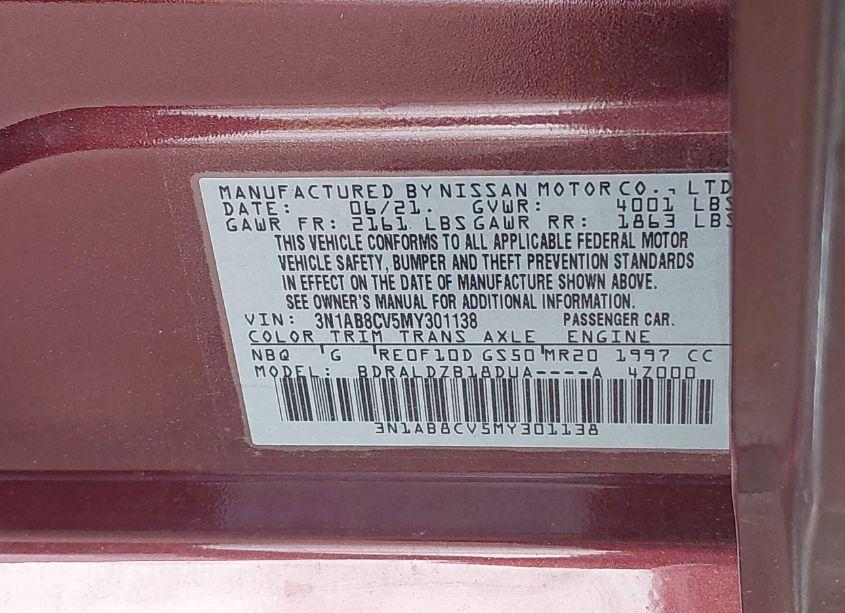 MANUFACTURED BY NISSAN MOTOR CO., LTD
DATE: 06/21. GVWR: 4001 LBS
GAWR FR: 2161 LBS GAWR RR: 1863 LBS
THIS VEHICLE CONFORMS TO ALL APPLICABLE FEDERAL MOTOR
VEHICLE SAFETY, BUMPER AND THEFT PREVENTION STANDARDS
IN EFFECT ON THE DATE OF MANUFACTURE SHOWN ABOVE.
SEE OWNER'S MANUAL FOR ADDITIONAL INFORMATION.
VIN: 3N1AB8CV5MY301138 PASSENGER CAR.
COLOR TRIM TRANS AXLE ENGINE
NBQ 'G 'RE0F10D GS50'MR20 1997 CC
MODEL: BDRALDZB18DUA----A 4Z000
3N1AB8CV5MY301138